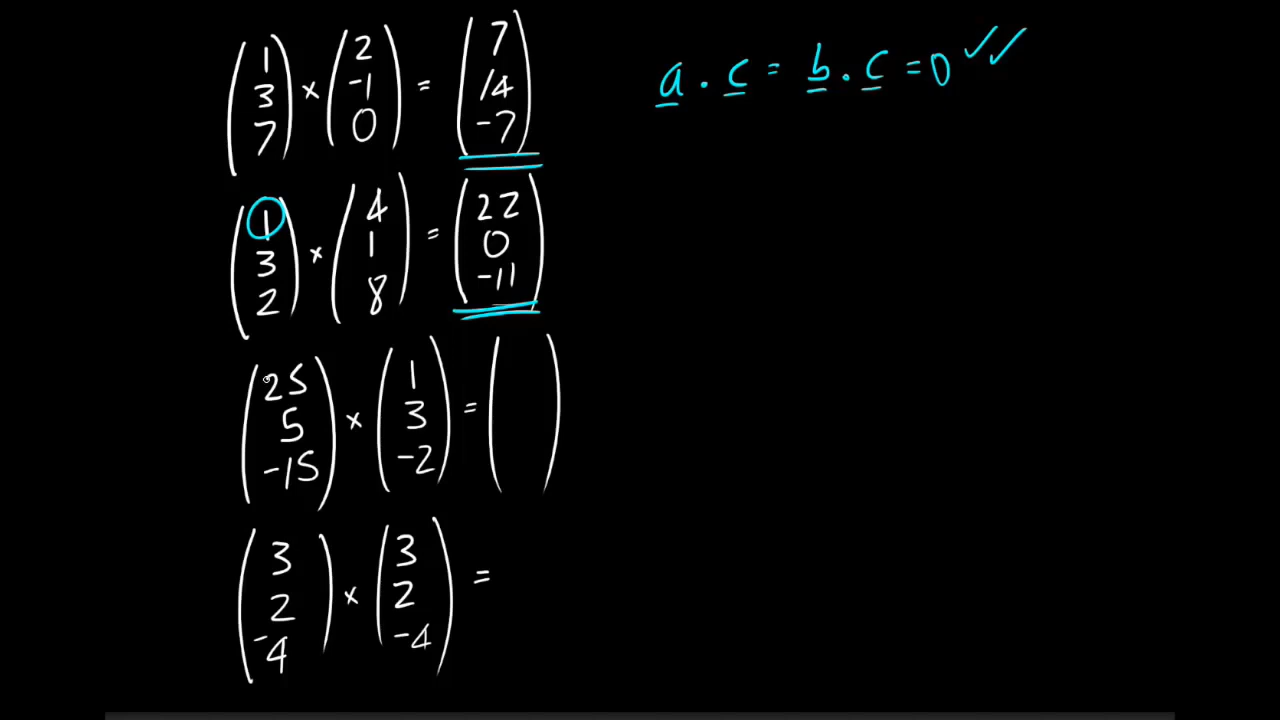 (1 3 7) × (2 -1 0) = (7 14 -7)
a · c = b · c = 0 ✓✓
(1 3 2) × (4 1 8) = (22 0 -11)
(25 5 -15) × (1 3 -2) = ( )
(3 2 -4) × (3 2 -4) =